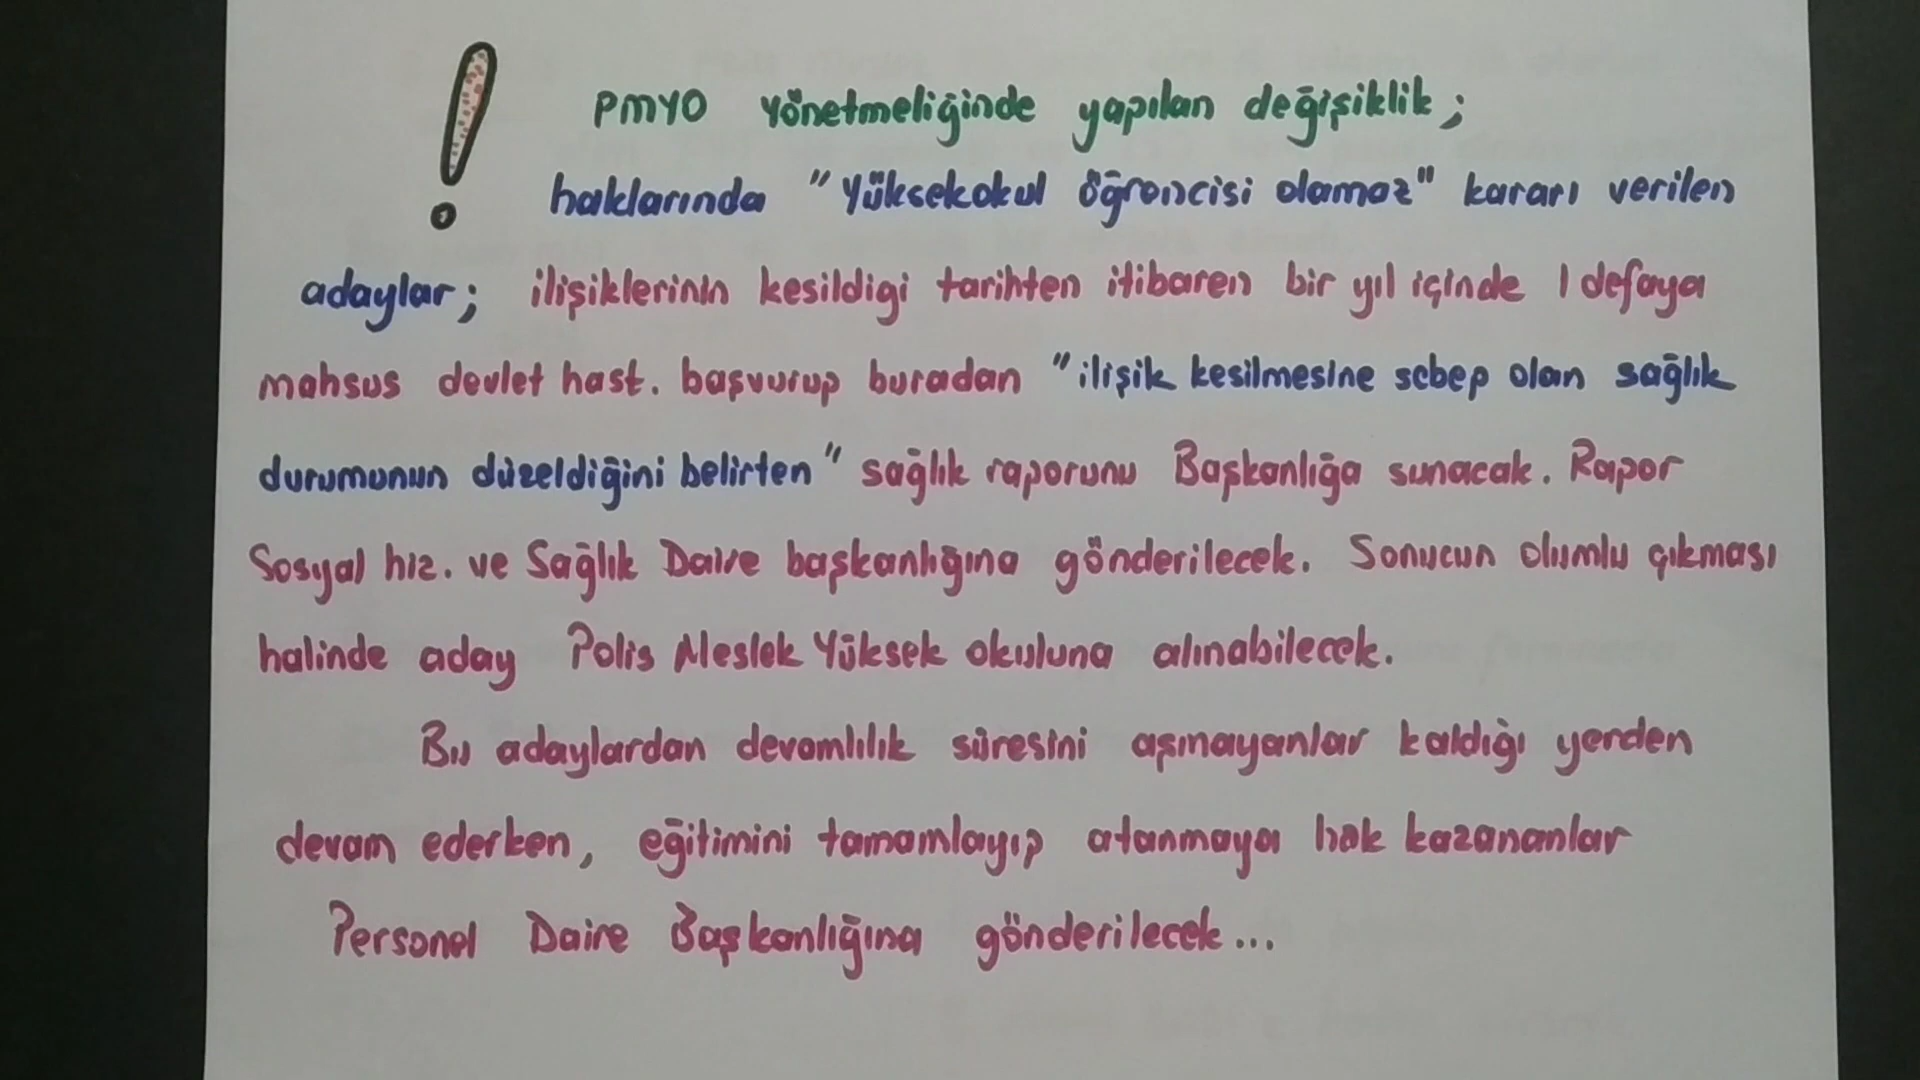 PMYO Yönetmeliğinde yapılan değişiklik;
haklarında "Yüksekokul öğrencisi olamaz" kararı verilen
adaylar; ilişiklerinin kesildigi tarihten itibaren bir yıl içinde 1 defaya
mahsus devlet hast. başvurup buradan "ilişik kesilmesine sebep olan sağlık
durumunun düzeldiğini belirten" sağlık raporunu Başkanlığa sunacak. Rapor
Sosyal hiz. ve Sağlık Daire başkanlığına gönderilecek. Sonucun olumlu çıkması
halinde aday Polis Meslek Yüksek okuluna alınabilecek.
Bu adaylardan devamlılık süresini aşmayanlar kaldığı yerden
devam ederken, eğitimini tamamlayıp atanmaya hak kazananlar
Personel Daire Başkanlığına gönderilecek...